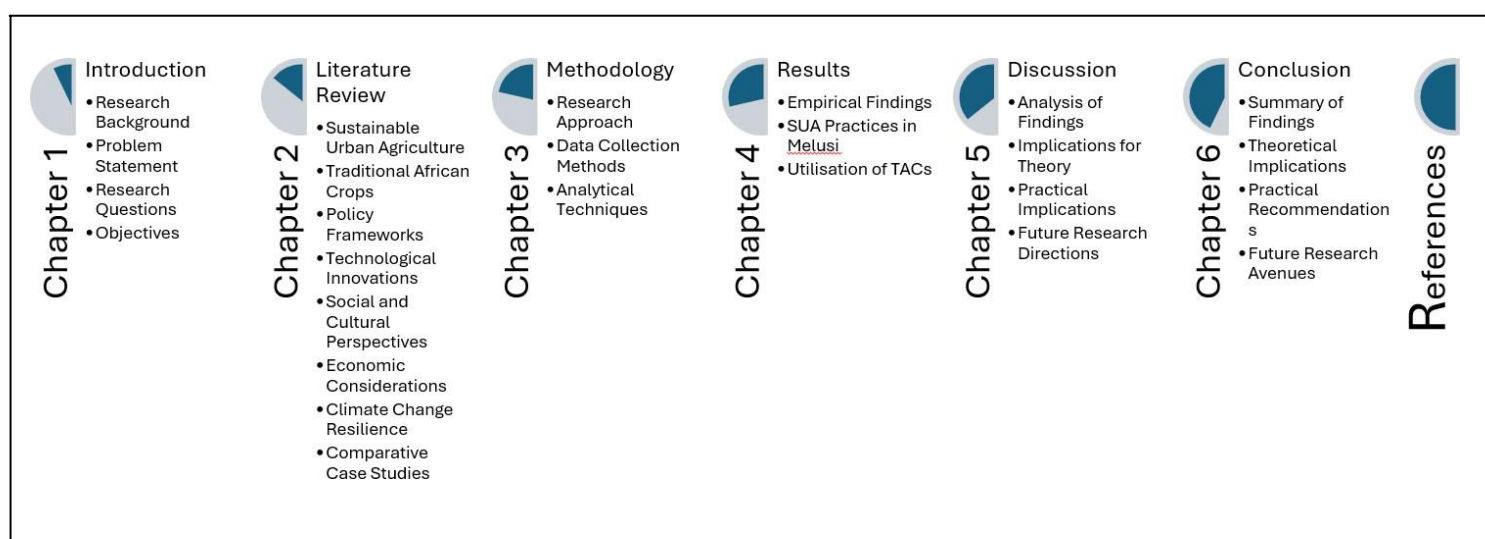 Chapter 1
Introduction
•Research
Background
•Problem
Statement
•Research
Questions
•Objectives
Chapter 2
Literature
Review
•Sustainable
Urban Agriculture
•Traditional African
Crops
•Policy
Frameworks
•Technological
Innovations
•Social and
Cultural
Perspectives
•Economic
Considerations
•Climate Change
Resilience
•Comparative
Case Studies
Chapter 3
Methodology
•Research
Approach
•Data Collection
Methods
•Analytical
Techniques
Chapter 4
Results
•Empirical Findings
•SUA Practices in
Melusi
•Utilisation of TACs
Chapter 5
Discussion
•Analysis of
Findings
•Implications for
Theory
•Practical
Implications
•Future Research
Directions
Chapter 6
Conclusion
•Summary of
Findings
•Theoretical
Implications
•Practical
Recommendation
s
•Future Research
Avenues
References